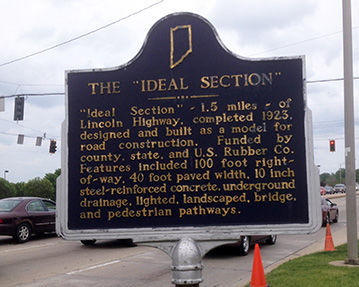 THE "IDEAL SECTION"
"Ideal Section" - 1.5 miles - of
Lincoln Highway, completed 1923,
designed and built as a model for
road construction. Funded by
county, state, and U.S. Rubber Co.
Features included 100 foot right-
of-way, 40 foot paved width, 10 inch
steel-reinforced concrete, underground
drainage, lighted, landscaped, bridge,
and pedestrian pathways.